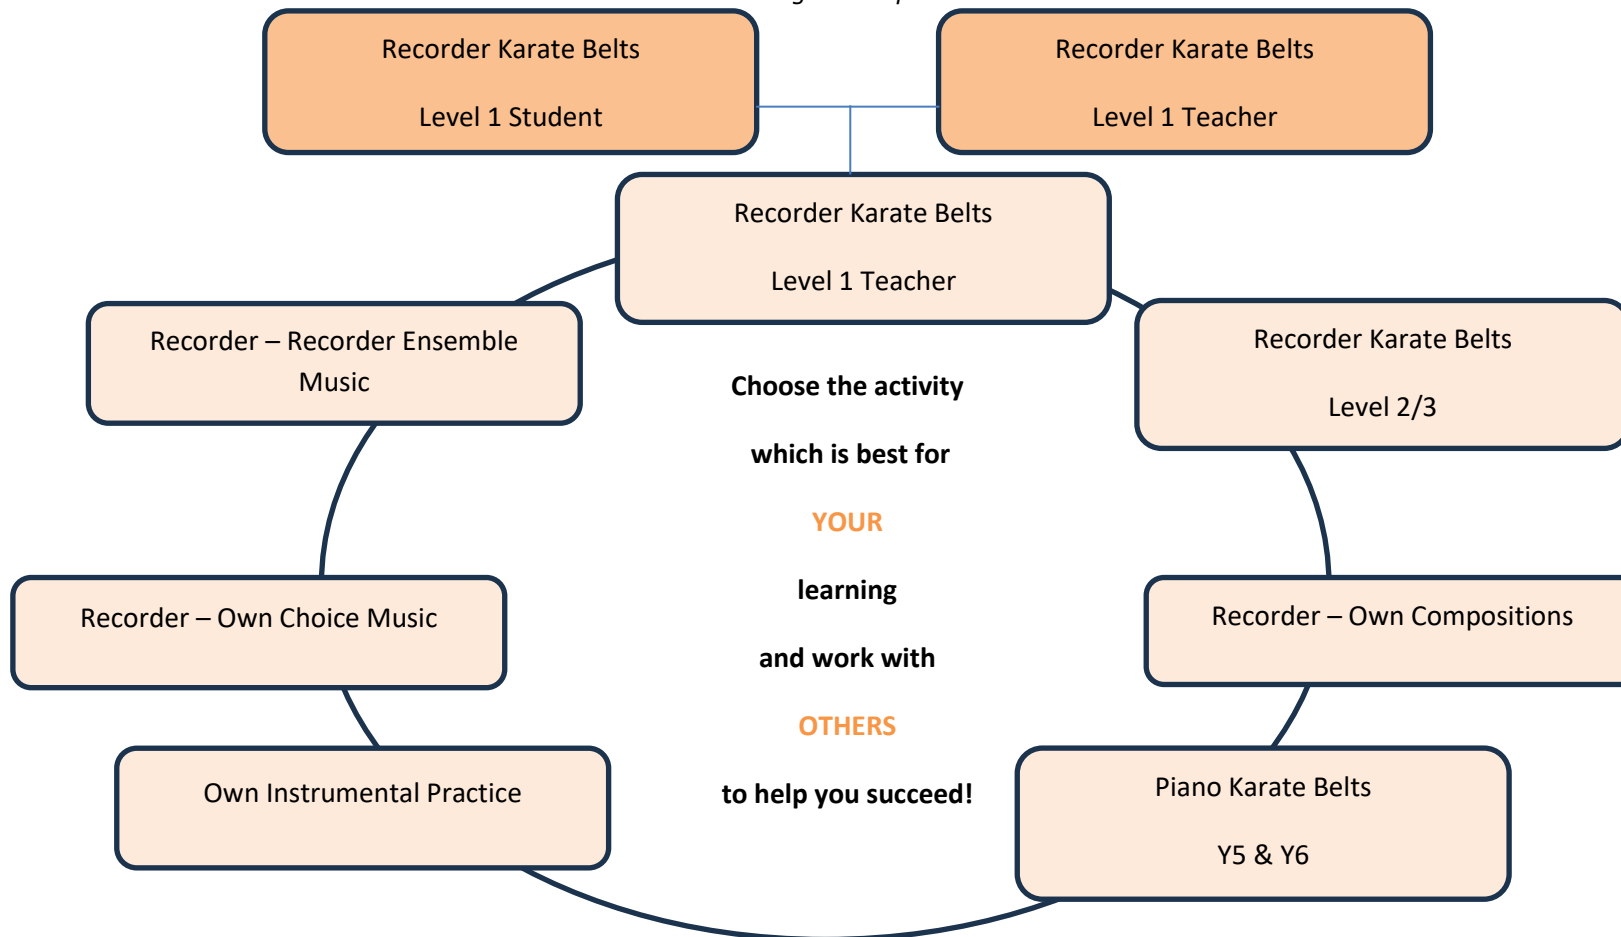 Recorder Karate Belts
Level 1 Student
Recorder Karate Belts
Level 1 Teacher
Recorder Karate Belts
Level 1 Teacher
Recorder – Recorder Ensemble
Music
Recorder Karate Belts
Level 2/3
Choose the activity
which is best for
YOUR
learning
and work with
OTHERS
to help you succeed!
Recorder – Own Choice Music
Recorder – Own Compositions
Own Instrumental Practice
Piano Karate Belts
Y5 & Y6